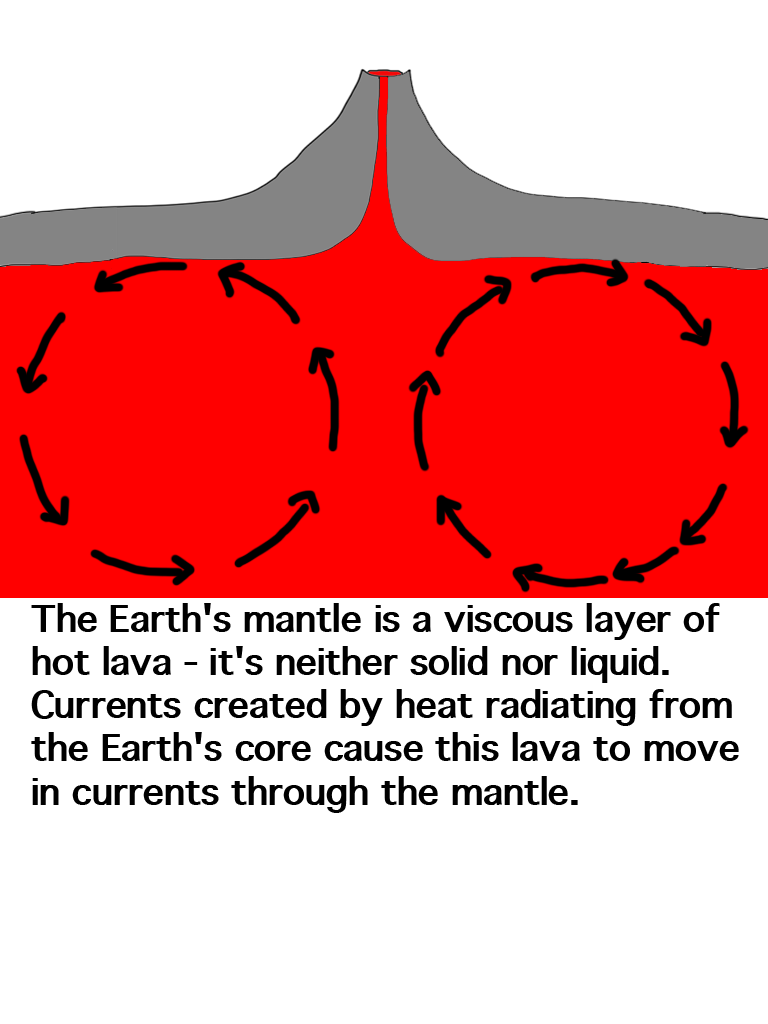 The Earth's mantle is a viscous layer of
hot lava - it's neither solid nor liquid.
Currents created by heat radiating from
the Earth's core cause this lava to move
in currents through the mantle.